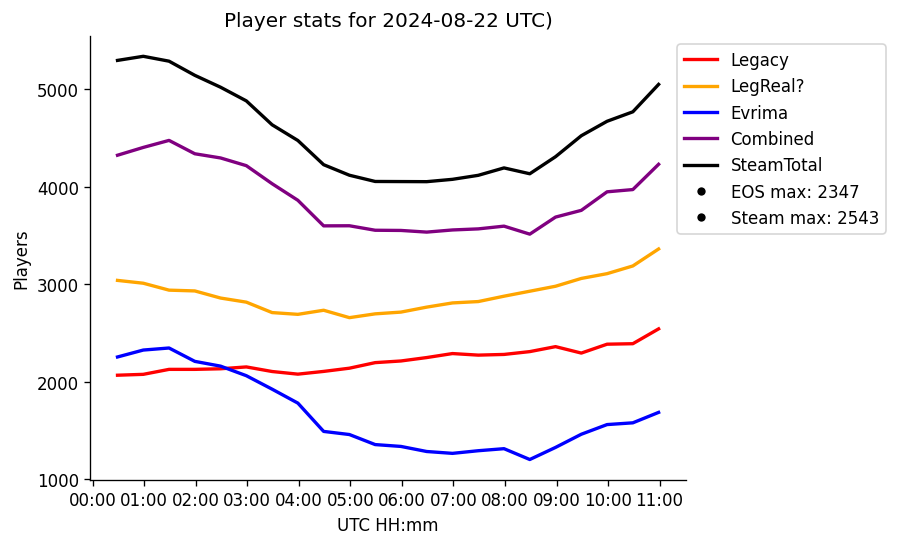 Player stats for 2024-08-22 UTC)
Legacy
LegReal?
Evrima
Combined
SteamTotal
EOS max: 2347
Steam max: 2543
Players
5000
4000
3000
2000
1000
00:00 01:00 02:00 03:00 04:00 05:00 06:00 07:00 08:00 09:00 10:00 11:00
UTC HH:mm